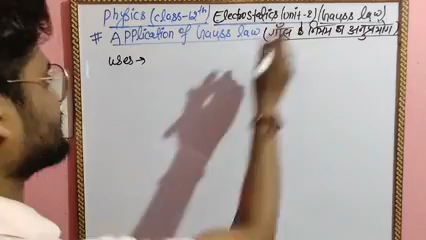 Physics (class-12th) Electrostatics (unit-2) (Gauss law)
# Application of Gauss law (गॉस के नियम के अनुप्रयोग)
uses →